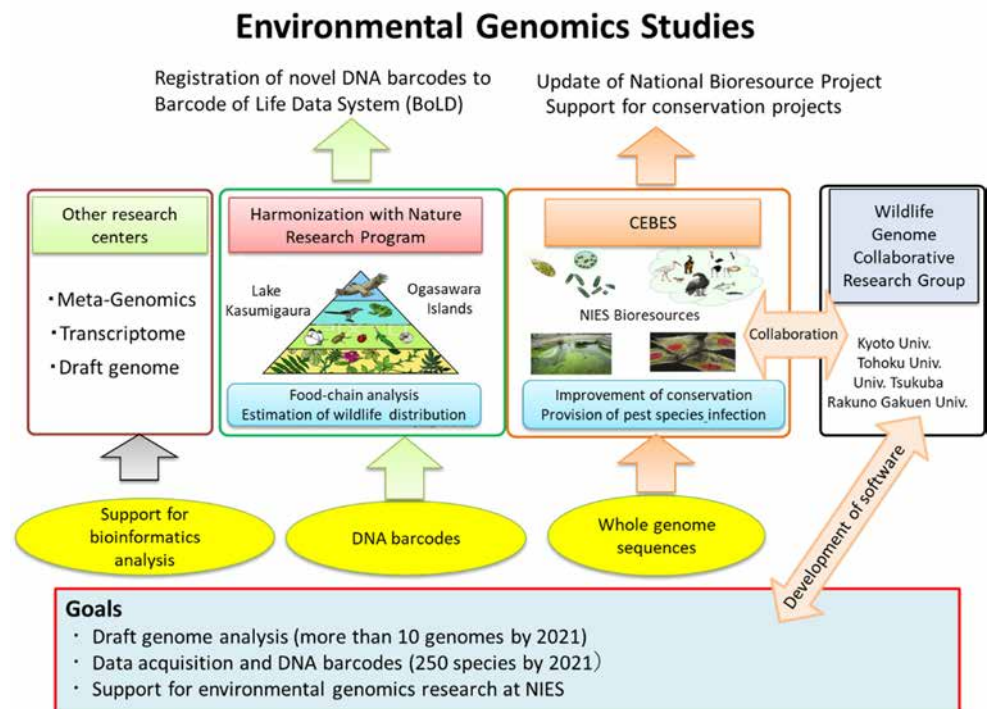 Environmental Genomics Studies
Registration of novel DNA barcodes to
Barcode of Life Data System (BoLD)
Update of National Bioresource Project
Support for conservation projects
Other research
centers
・Meta-Genomics
・Transcriptome
・Draft genome
Harmonization with Nature
Research Program
Lake
Kasumigaura
Ogasawara
Islands
Food-chain analysis
Estimation of wildlife distribution
CEBES
NIES Bioresources
Improvement of conservation
Provision of pest species infection
Collaboration
Wildlife
Genome
Collaborative
Research Group
Kyoto Univ.
Tohoku Univ.
Univ. Tsukuba
Rakuno Gakuen Univ.
Support for
bioinformatics
analysis
DNA barcodes
Whole genome
sequences
Development of software
Goals
・ Draft genome analysis (more than 10 genomes by 2021)
・ Data acquisition and DNA barcodes (250 species by 2021）
・ Support for environmental genomics research at NIES